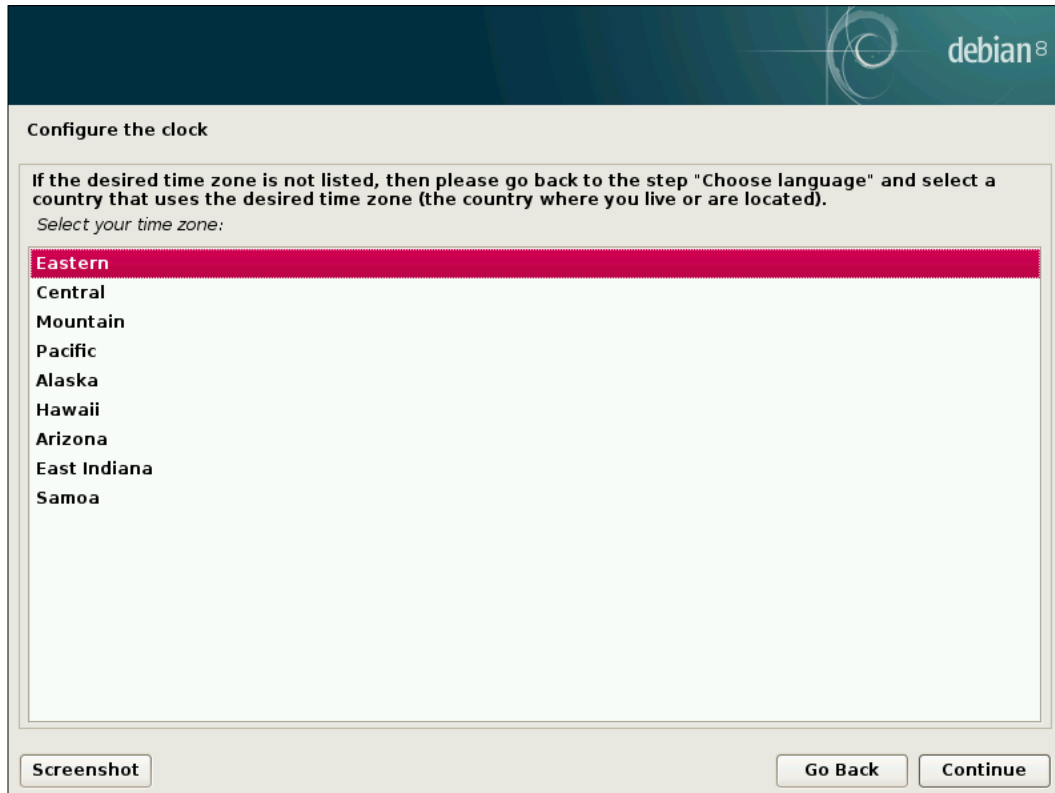 debian 8
Configure the clock
If the desired time zone is not listed, then please go back to the step "Choose language" and select a
country that uses the desired time zone (the country where you live or are located).
Select your time zone:
Eastern
Central
Mountain
Pacific
Alaska
Hawaii
Arizona
East Indiana
Samoa
Screenshot
Go Back
Continue